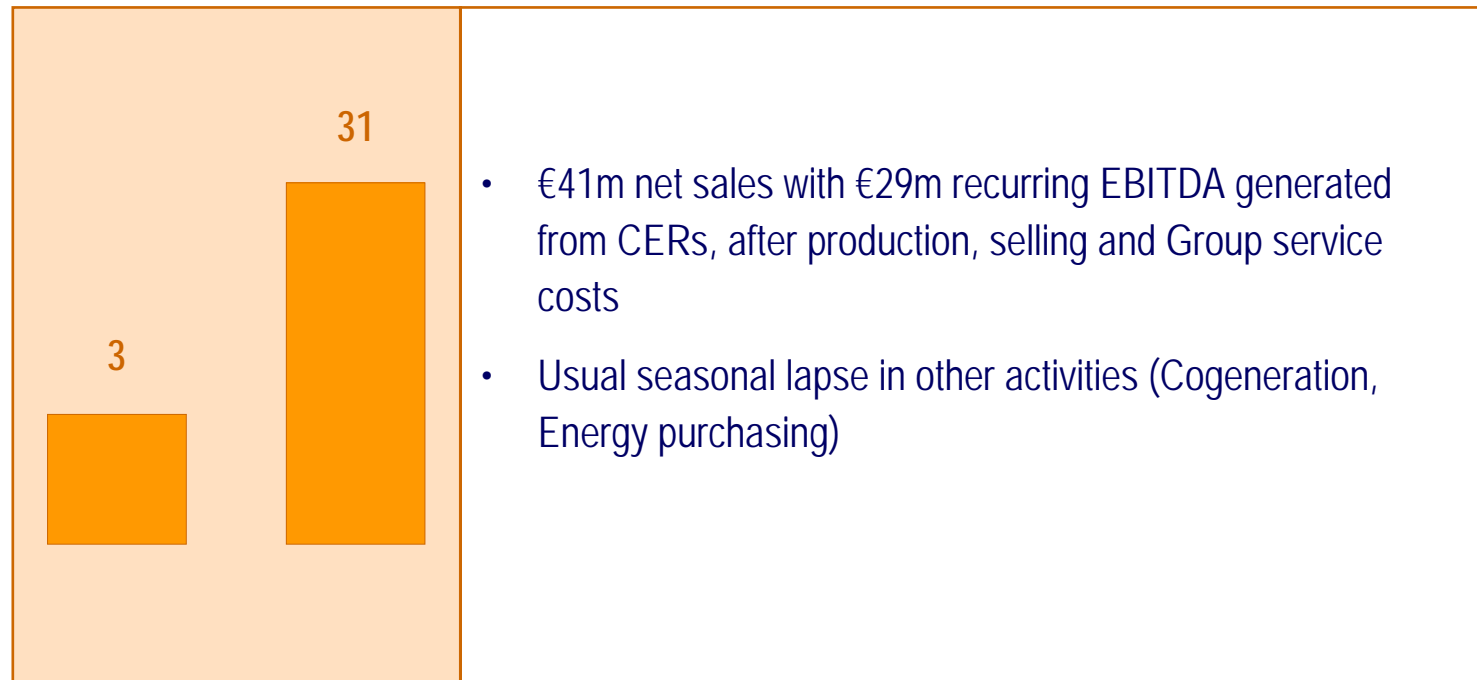 31
3
• €41m net sales with €29m recurring EBITDA generated
from CERs, after production, selling and Group service
costs
• Usual seasonal lapse in other activities (Cogeneration,
Energy purchasing)